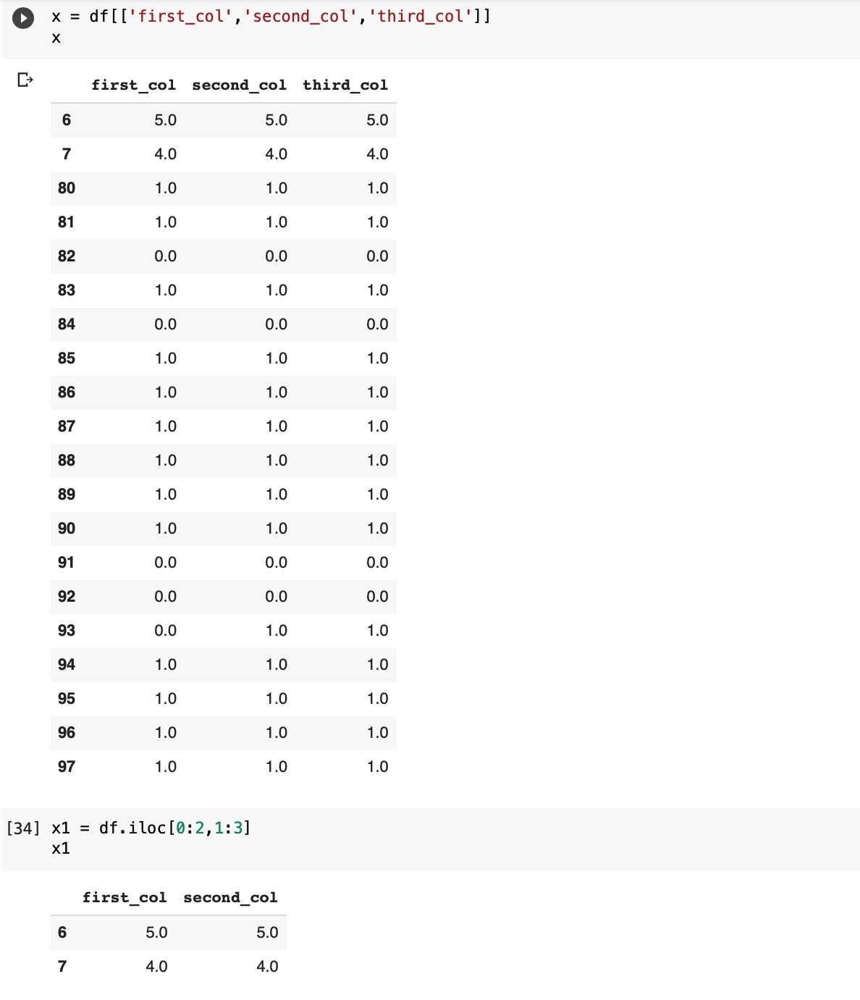 x = df[['first_col','second_col','third_col']]
x
first_col second_col third_col
6 5.0 5.0 5.0
7 4.0 4.0 4.0
80 1.0 1.0 1.0
81 1.0 1.0 1.0
82 0.0 0.0 0.0
83 1.0 1.0 1.0
84 0.0 0.0 0.0
85 1.0 1.0 1.0
86 1.0 1.0 1.0
87 1.0 1.0 1.0
88 1.0 1.0 1.0
89 1.0 1.0 1.0
90 1.0 1.0 1.0
91 0.0 0.0 0.0
92 0.0 0.0 0.0
93 0.0 1.0 1.0
94 1.0 1.0 1.0
95 1.0 1.0 1.0
96 1.0 1.0 1.0
97 1.0 1.0 1.0
[34] x1 = df.iloc[0:2,1:3]
x1
first_col second_col
6 5.0 5.0
7 4.0 4.0